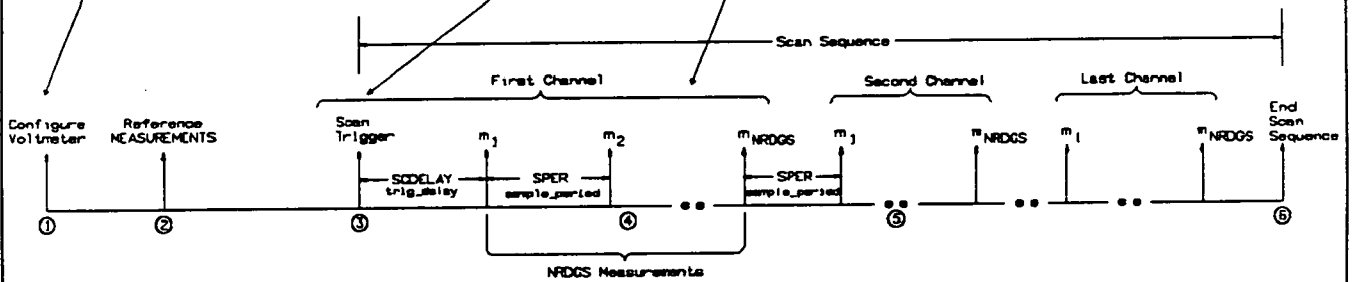 Scan Sequence
First Channel
Second Channel
Last Channel
Configure
Voltmeter
Reference
MEASUREMENTS
Scan
Trigger
m1
m2
mNRDGS
m1
mNRDGS
m1
mNRDGS
End
Scan
Sequence
SCDELAY
trig_delay
SPER
sample_period
SPER
sample_period
①
②
③
④
⑤
⑥
NRDGS Measurements